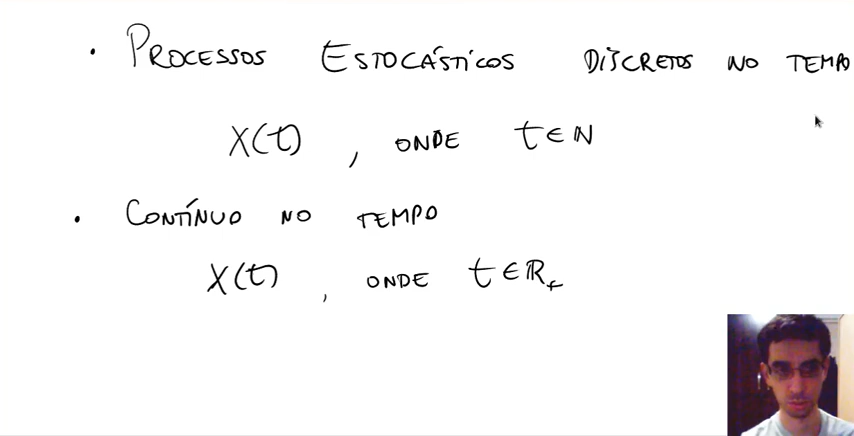 • PROCESSOS ESTOCÁSTICOS DISCRETOS NO TEMPO
X(t), ONDE t∈N
• CONTÍNUO NO TEMPO
X(t), ONDE t∈ℝ₊